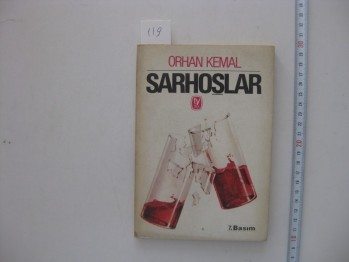 119
ORHAN KEMAL
SARHOŞLAR
7. Basım